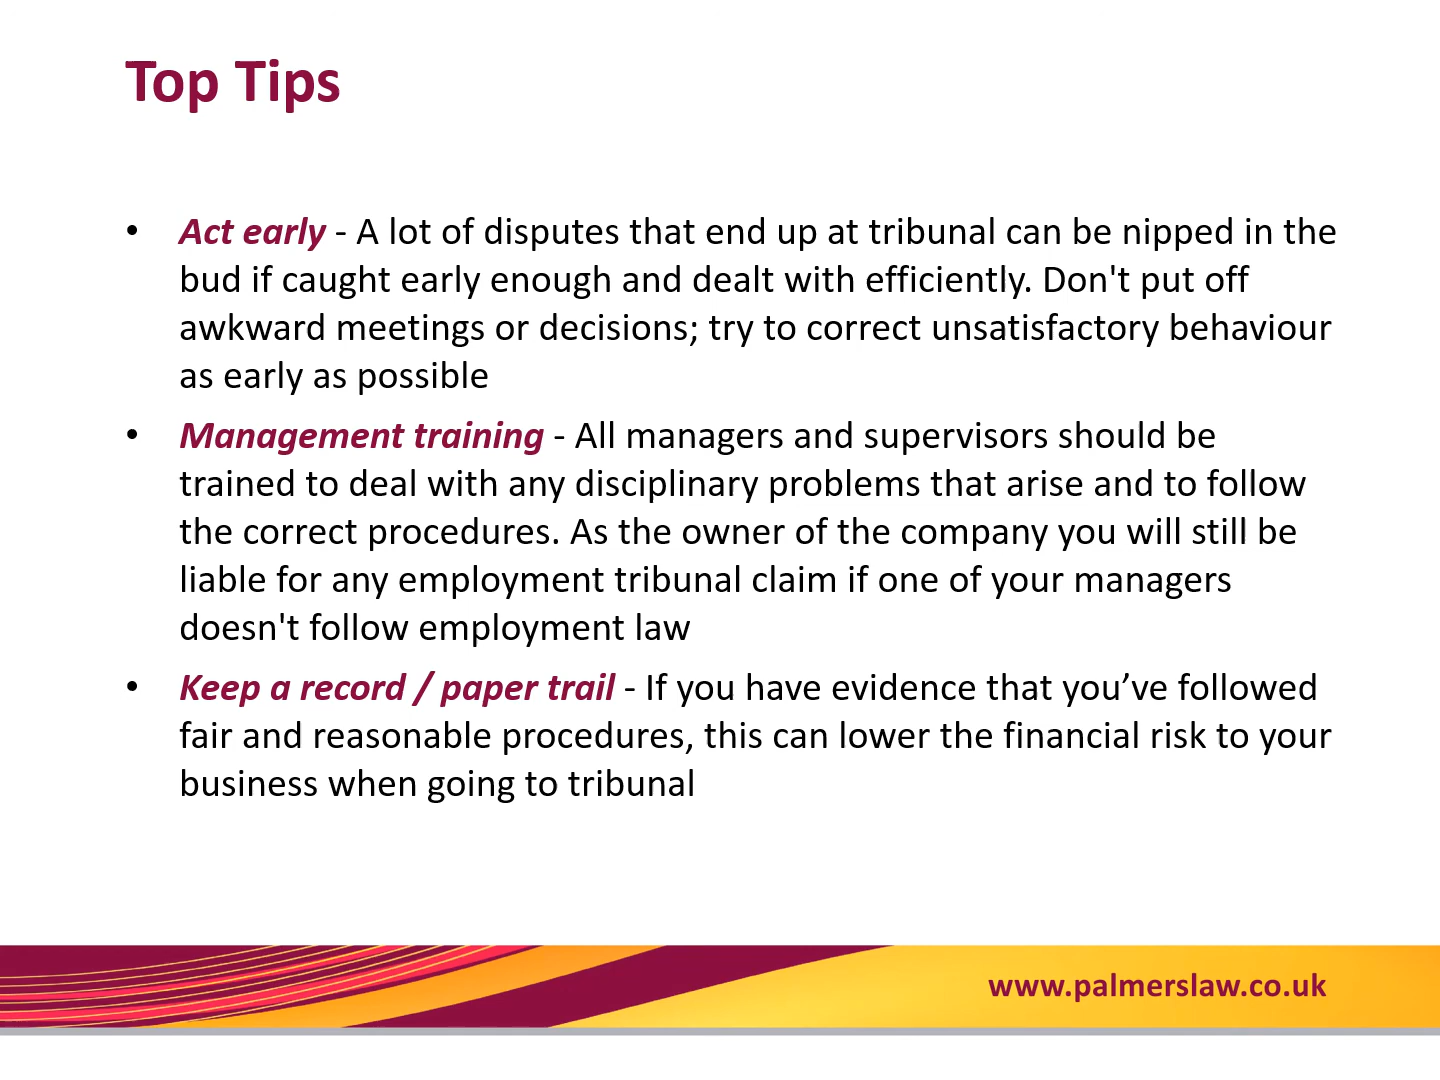 Top Tips
• Act early - A lot of disputes that end up at tribunal can be nipped in the
bud if caught early enough and dealt with efficiently. Don't put off
awkward meetings or decisions; try to correct unsatisfactory behaviour
as early as possible
• Management training - All managers and supervisors should be
trained to deal with any disciplinary problems that arise and to follow
the correct procedures. As the owner of the company you will still be
liable for any employment tribunal claim if one of your managers
doesn't follow employment law
• Keep a record / paper trail - If you have evidence that you’ve followed
fair and reasonable procedures, this can lower the financial risk to your
business when going to tribunal
www.palmerslaw.co.uk